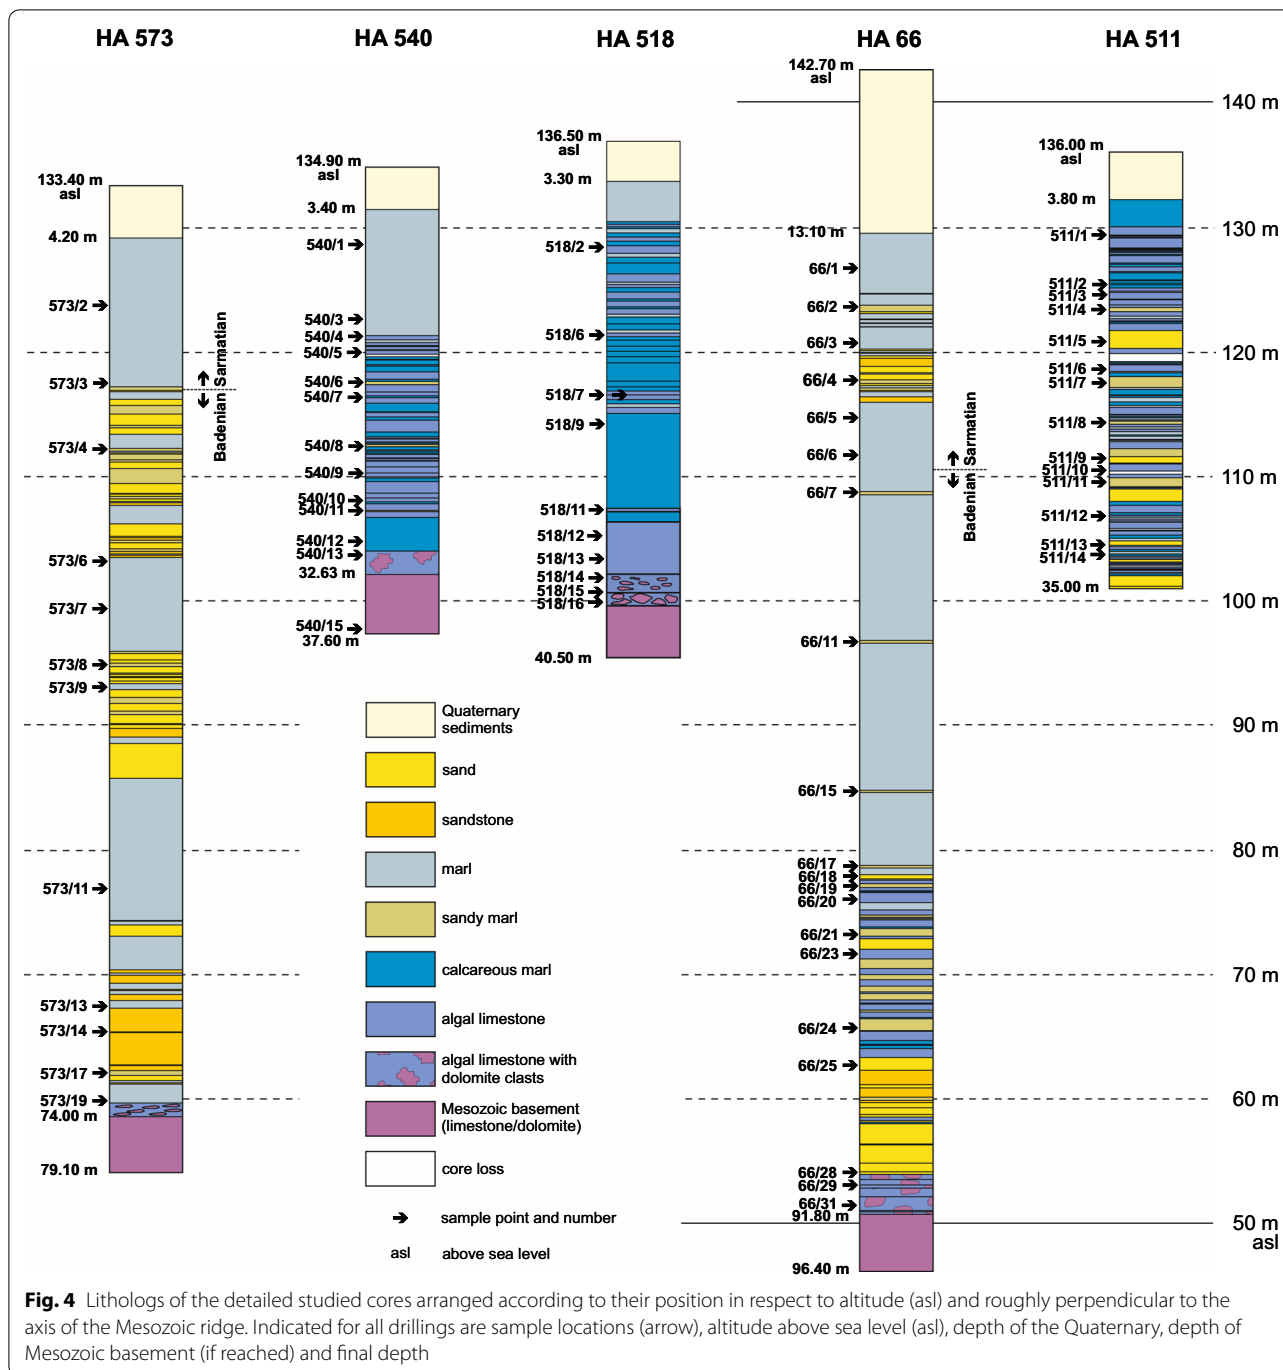 HA 573
HA 540
HA 518
HA 66
HA 511
133.40 m
asl
4.20 m
573/2
573/3
573/4
573/6
573/7
573/8
573/9
573/11
573/13
573/14
573/17
573/19
74.00 m
79.10 m
Sarmatian
Badenian
134.90 m
asl
3.40 m
540/1
540/3
540/4
540/5
540/6
540/7
540/8
540/9
540/10
540/11
540/12
540/13
32.63 m
540/15
37.60 m
136.50 m
asl
3.30 m
518/2
518/6
518/7
518/9
518/11
518/12
518/13
518/14
518/15
518/16
40.50 m
142.70 m
asl
13.10 m
66/1
66/2
66/3
66/4
66/5
66/6
66/7
66/11
66/15
66/17
66/18
66/19
66/20
66/21
66/23
66/24
66/25
66/28
66/29
66/31
91.80 m
96.40 m
Sarmatian
Badenian
136.00 m
asl
3.80 m
511/1
511/2
511/3
511/4
511/5
511/6
511/7
511/8
511/9
511/10
511/11
511/12
511/13
511/14
35.00 m
140 m
130 m
120 m
110 m
100 m
90 m
80 m
70 m
60 m
50 m
asl
Quaternary
sediments
sand
sandstone
marl
sandy marl
calcareous marl
algal limestone
algal limestone with
dolomite clasts
Mesozoic basement
(limestone/dolomite)
core loss
sample point and number
asl above sea level
Fig. 4 Lithologs of the detailed studied cores arranged according to their position in respect to altitude (asl) and roughly perpendicular to the
axis of the Mesozoic ridge. Indicated for all drillings are sample locations (arrow), altitude above sea level (asl), depth of the Quaternary, depth of
Mesozoic basement (if reached) and final depth